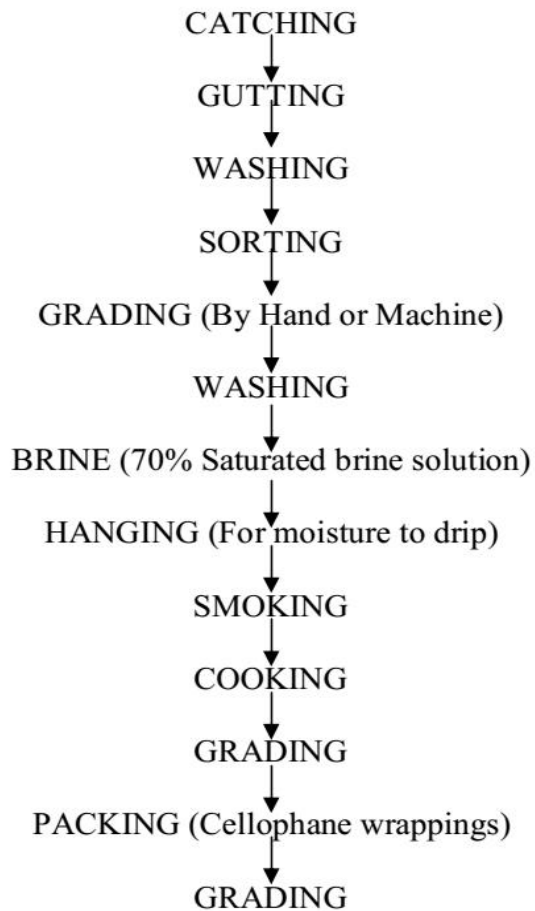 CATCHING
GUTTING
WASHING
SORTING
GRADING (By Hand or Machine)
WASHING
BRINE (70% Saturated brine solution)
HANGING (For moisture to drip)
SMOKING
COOKING
GRADING
PACKING (Cellophane wrappings)
GRADING